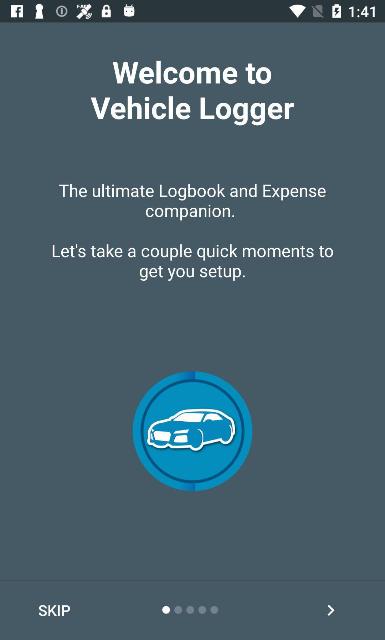 1:41
Welcome to
Vehicle Logger
The ultimate Logbook and Expense
companion.
Let's take a couple quick moments to
get you setup.
SKIP